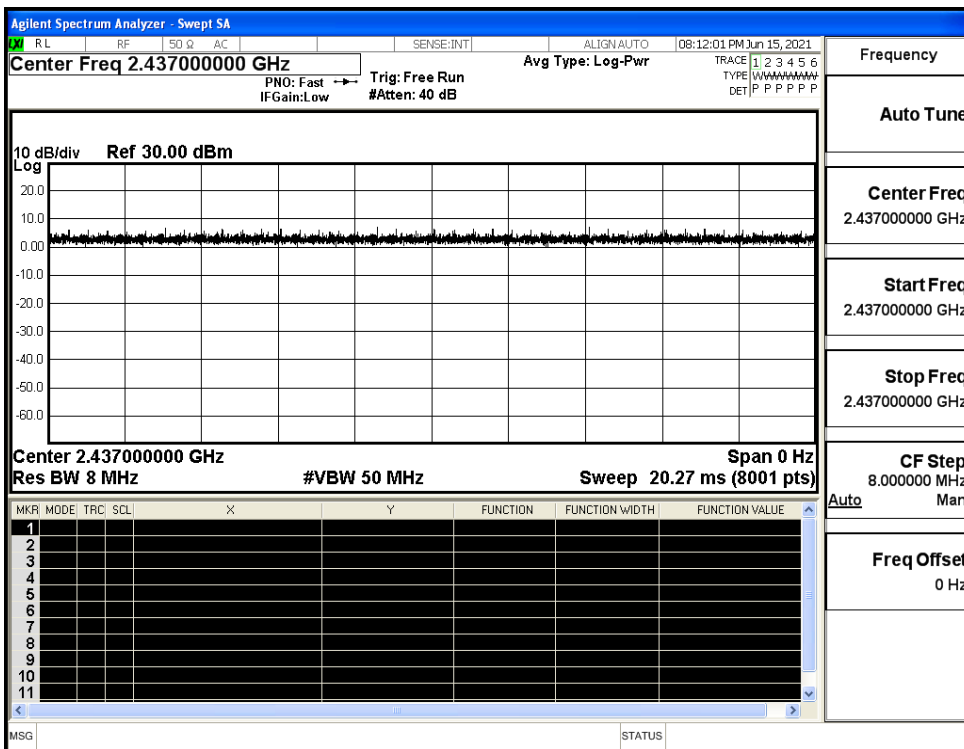 Agilent Spectrum Analyzer - Swept SA
LXI RL RF 50 Ω AC SENSE:INT ALIGN AUTO 08:12:01 PM Jun 15, 2021
Center Freq 2.437000000 GHz
PNO: Fast
IFGain:Low
Trig: Free Run
#Atten: 40 dB
Avg Type: Log-Pwr
TRACE 1 2 3 4 5 6
TYPE WWWWWW
DET P P P P P P
10 dB/div Ref 30.00 dBm
Log
20.0
10.0
0.00
-10.0
-20.0
-30.0
-40.0
-50.0
-60.0
Center 2.437000000 GHz Span 0 Hz
Res BW 8 MHz #VBW 50 MHz Sweep 20.27 ms (8001 pts)
MKR MODE TRC SCL X Y FUNCTION FUNCTION WIDTH FUNCTION VALUE
1
2
3
4
5
6
7
8
9
10
11
MSG STATUS
Frequency
Auto Tune
Center Freq
2.437000000 GHz
Start Freq
2.437000000 GHz
Stop Freq
2.437000000 GHz
CF Step
8.000000 MHz
Auto Man
Freq Offset
0 Hz